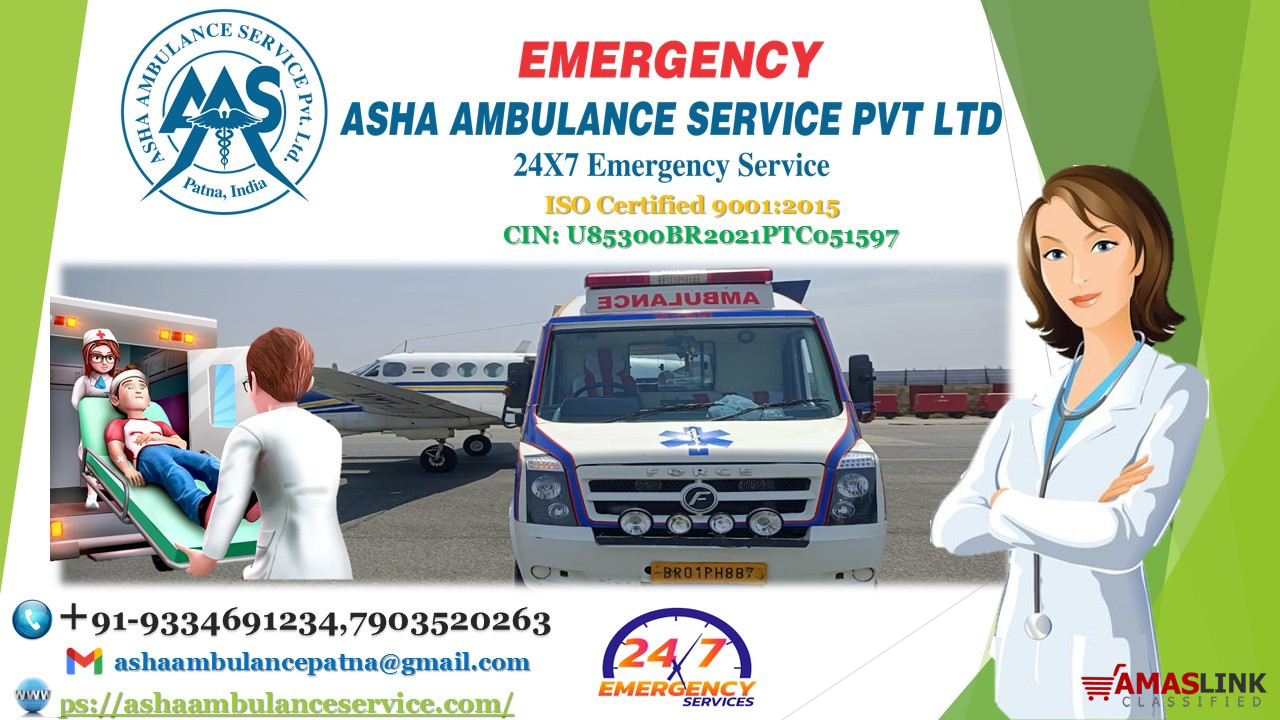 ASHA AMBULANCE SERVICE Pvt. Ltd.
AAS
Patna, India
EMERGENCY
ASHA AMBULANCE SERVICE PVT LTD
24X7 Emergency Service
ISO Certified 9001:2015
CIN: U85300BR2021PTC051597
AMBULANCE
FORCE
BR01PH887
+91-9334691234,7903520263
ashaambulancepatna@gmail.com
www
ps://ashaambulanceservice.com/
24/7
EMERGENCY
SERVICES
AMASLINK
CLASSIFIED